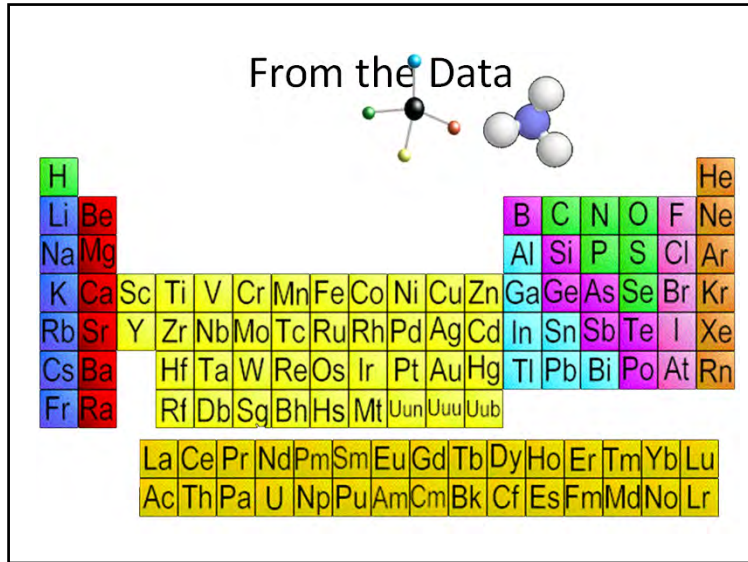 From the Data
H He
Li Be B C N O F Ne
Na Mg Al Si P S Cl Ar
K Ca Sc Ti V Cr Mn Fe Co Ni Cu Zn Ga Ge As Se Br Kr
Rb Sr Y Zr Nb Mo Tc Ru Rh Pd Ag Cd In Sn Sb Te I Xe
Cs Ba Hf Ta W Re Os Ir Pt Au Hg Tl Pb Bi Po At Rn
Fr Ra Rf Db Sg Bh Hs Mt Uun Uuu Uub
La Ce Pr Nd Pm Sm Eu Gd Tb Dy Ho Er Tm Yb Lu
Ac Th Pa U Np Pu Am Cm Bk Cf Es Fm Md No Lr